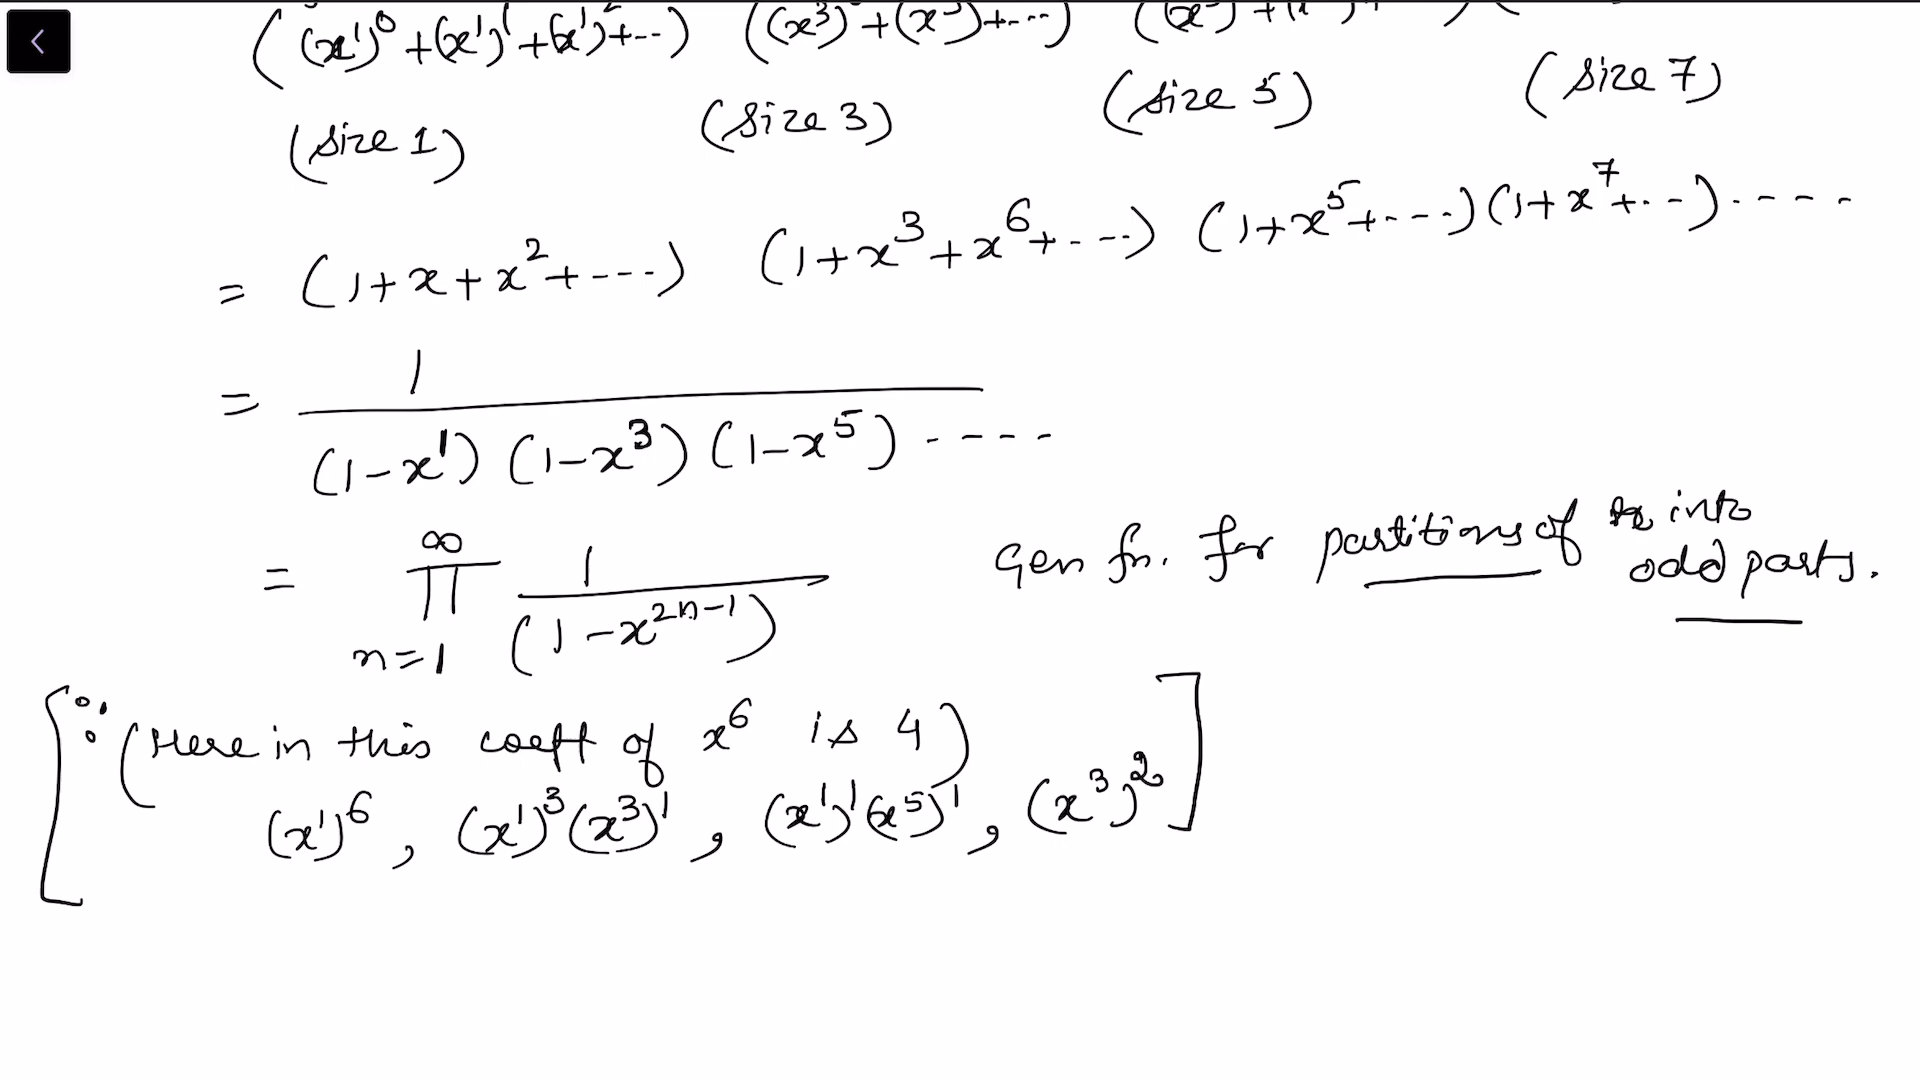 ((x¹)⁰+(x¹)¹+(x¹)²+...) ((x³) +(x³)+....)
(size 1) (size 3) (size 5) (size 7)
= (1+x+x²+---) (1+x³+x⁶+----) (1+x⁵+----)(1+x⁷+..-).----
= 1 / (1-x¹)(1-x³)(1-x⁵)-----
= ∞ ∏ n=1 1 / (1-x²ⁿ⁻¹) Gen fn. for partitions of into odd parts.
[∵ (Here in this coeff of x⁶ is 4)
(x¹)⁶, (x¹)³(x³)¹, (x¹)¹(x⁵)¹, (x³)²]